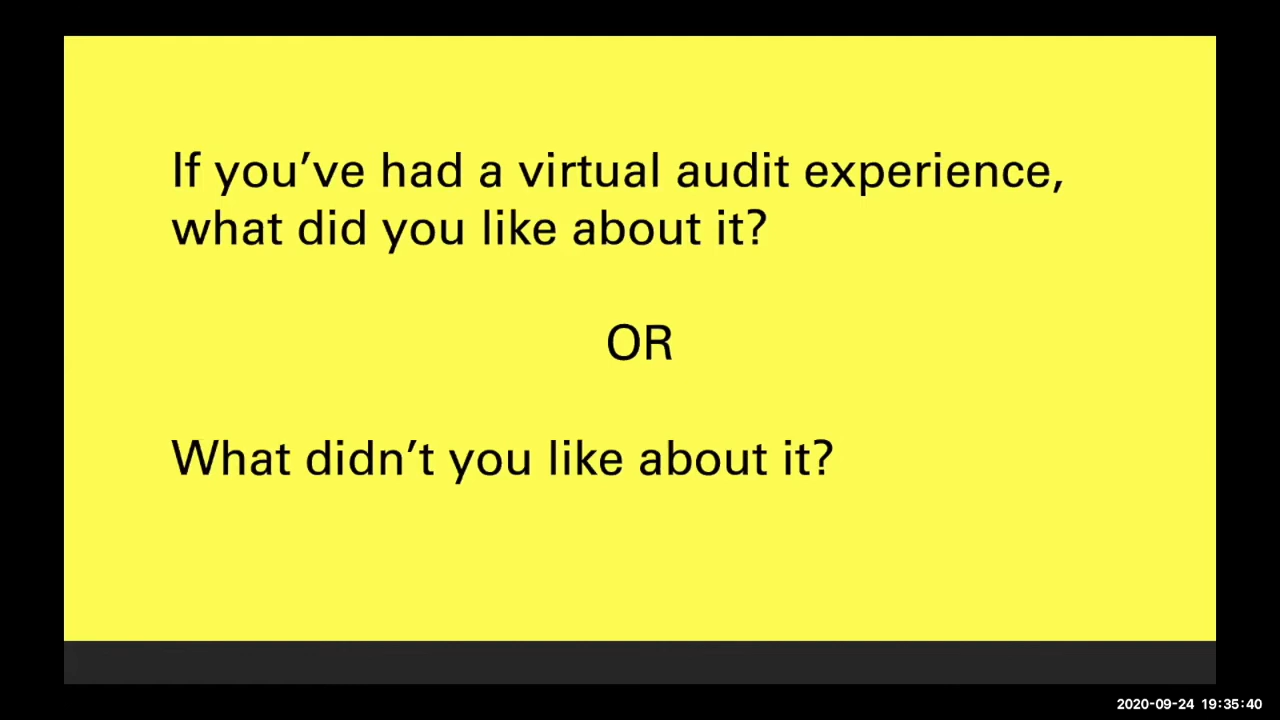 If you’ve had a virtual audit experience,
what did you like about it?
OR
What didn’t you like about it?
2020-09-24 19:35:40